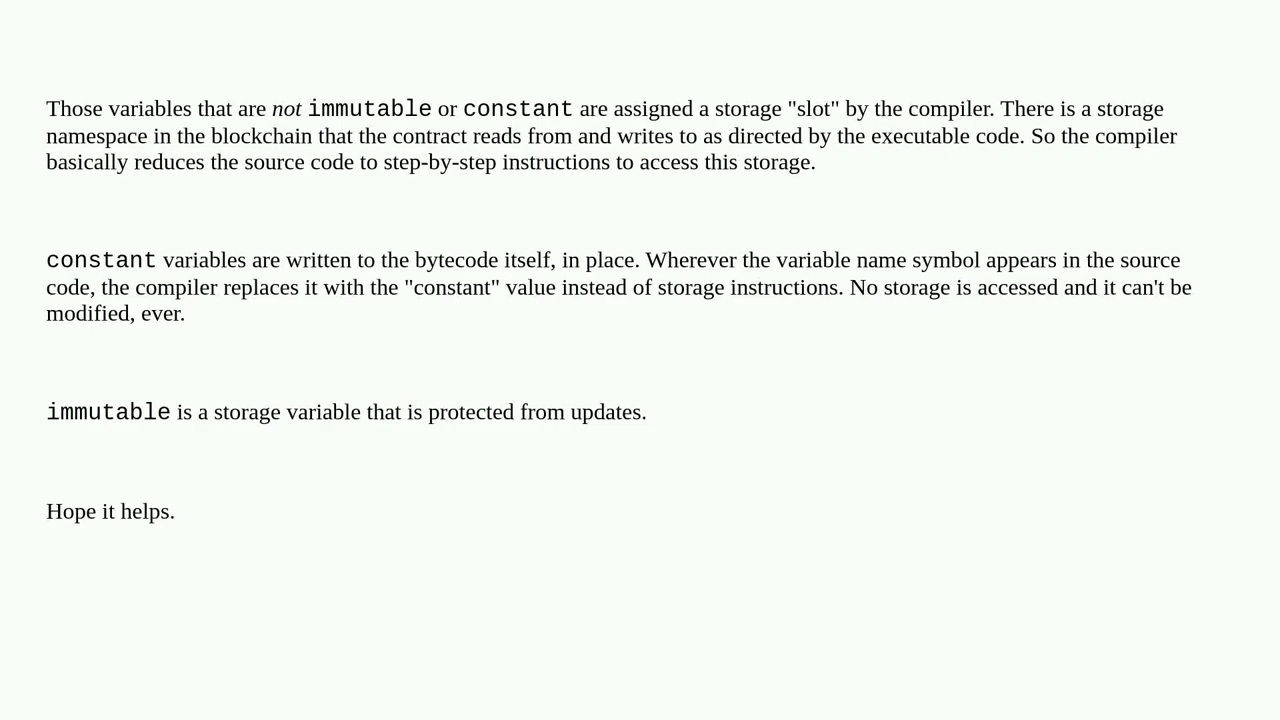 Those variables that are not immutable or constant are assigned a storage "slot" by the compiler. There is a storage
namespace in the blockchain that the contract reads from and writes to as directed by the executable code. So the compiler
basically reduces the source code to step-by-step instructions to access this storage.
constant variables are written to the bytecode itself, in place. Wherever the variable name symbol appears in the source
code, the compiler replaces it with the "constant" value instead of storage instructions. No storage is accessed and it can't be
modified, ever.
immutable is a storage variable that is protected from updates.
Hope it helps.